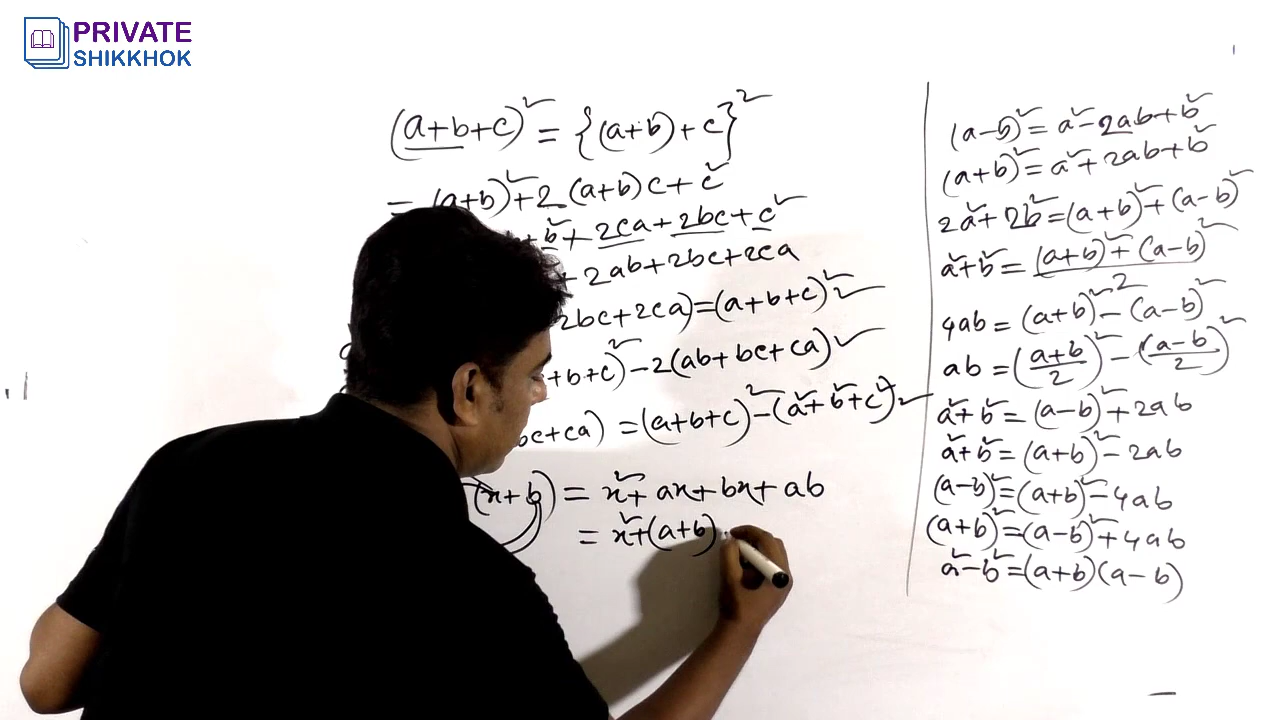 PRIVATE
SHIKKHOK
(a+b+c)² = {(a+b)+c}²
= (a+b)²+2(a+b)c+c²
+b²+2ca+2bc+c²
+2ab+2bc+2ca
2bc+2ca)=(a+b+c)²
+b+c)²-2(ab+bc+ca)
bc+ca) =(a+b+c)²-(a²+b²+c²)
(x+b) = x²+ax+bx+ab
= x²+(a+b)
(a-b)²= a²-2ab+b²
(a+b)²= a²+2ab+b²
2a²+2b²=(a+b)²+(a-b)²
a²+b²= ((a+b)²+(a-b)²)/2
4ab= (a+b)²-(a-b)²
ab =((a+b)/2)²-((a-b)/2)²
a²+b²= (a-b)²+2ab
a²+b²= (a+b)²-2ab
(a-b)²=(a+b)²-4ab
(a+b)²=(a-b)²+4ab
a²-b²=(a+b)(a-b)